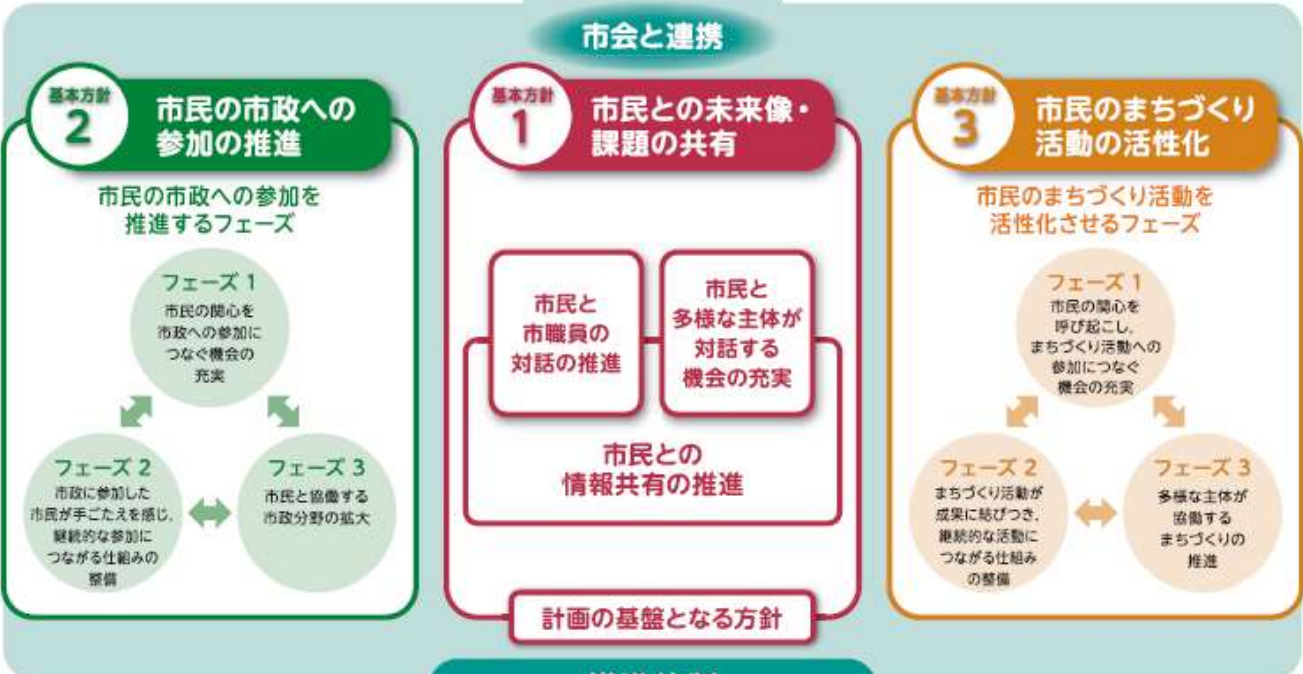 市会と連携
基本方針
2
市民の市政への
参加の推進
市民の市政への参加を
推進するフェーズ
フェーズ 1
市民の関心を
市政への参加に
つなぐ機会の
充実
フェーズ 2
市政に参加した
市民が手ごたえを感じ、
継続的な参加に
つながる仕組みの
整備
フェーズ 3
市民と協働する
市政分野の拡大
基本方針
1
市民との未来像・
課題の共有
市民と
市職員の
対話の推進
市民と
多様な主体が
対話する
機会の充実
市民との
情報共有の推進
計画の基盤となる方針
基本方針
3
市民のまちづくり
活動の活性化
市民のまちづくり活動を
活性化させるフェーズ
フェーズ 1
市民の関心を
呼び起こし、
まちづくり活動への
参加につなぐ
機会の充実
フェーズ 2
まちづくり活動が
成果に結びつき、
継続的な活動に
つながる仕組み
の整備
フェーズ 3
多様な主体が
協働する
まちづくりの
推進